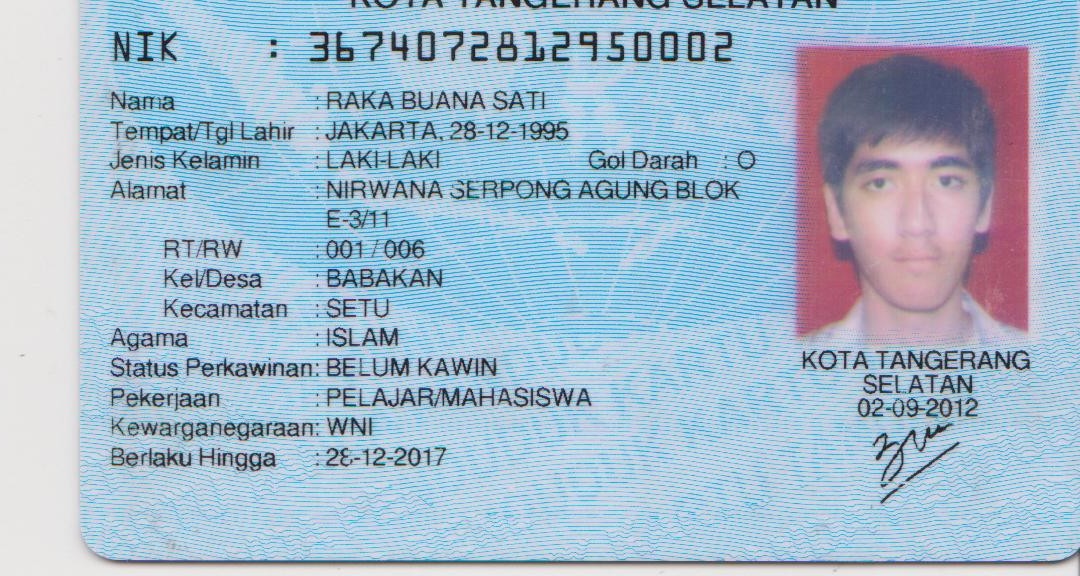 KOTA TANGERANG SELATAN
NIK : 3674072812950002
Nama : RAKA BUANA SATI
Tempat/Tgl Lahir : JAKARTA, 28-12-1995
Jenis Kelamin : LAKI-LAKI Gol Darah : O
Alamat : NIRWANA SERPONG AGUNG BLOK
E-3/11
RT/RW : 001 / 006
Kel/Desa : BABAKAN
Kecamatan : SETU
Agama : ISLAM
Status Perkawinan: BELUM KAWIN
Pekerjaan : PELAJAR/MAHASISWA
Kewarganegaraan: WNI
Berlaku Hingga : 28-12-2017
KOTA TANGERANG
SELATAN
02-09-2012